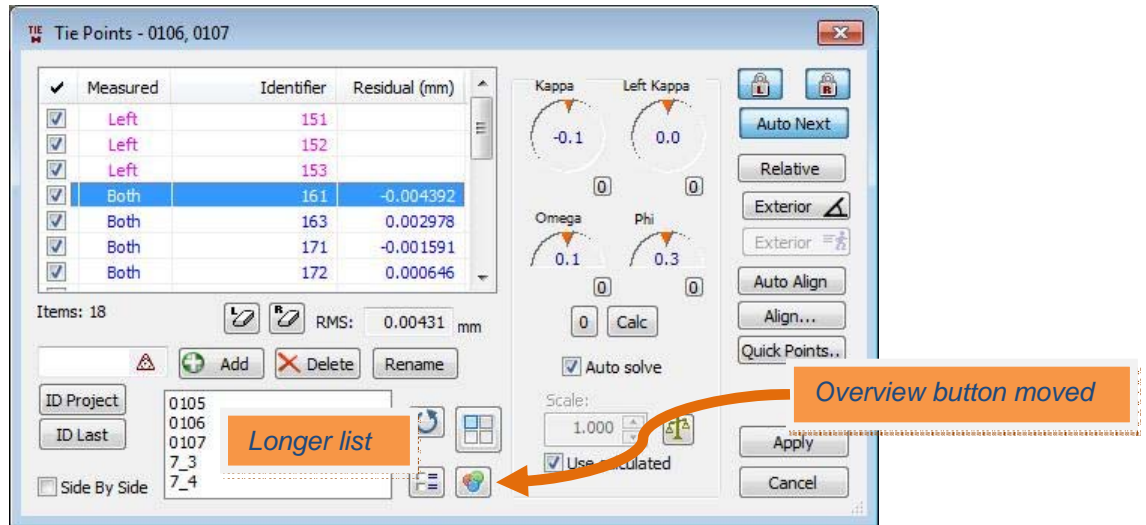 TIE Tie Points - 0106, 0107
✓ Measured Identifier Residual (mm)
Left 151
Left 152
Left 153
Both 161 -0.004392
Both 163 0.002978
Both 171 -0.001591
Both 172 0.000646
Items: 18
L R RMS: 0.00431 mm
Add Delete Rename
ID Project
ID Last
Side By Side
0105
0106
0107
7_3
7_4
Longer list
Kappa Left Kappa
-0.1 0.0
0 0
Omega Phi
0.1 0.3
0 0
0 Calc
Auto solve
Scale:
1.000
Use calculated
L R
Auto Next
Relative
Exterior
Exterior
Auto Align
Align...
Quick Points..
Overview button moved
Apply
Cancel